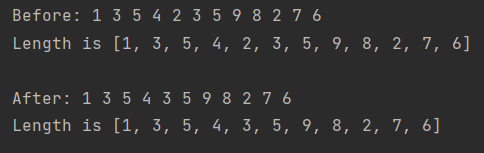 Before: 1 3 5 4 2 3 5 9 8 2 7 6
Length is [1, 3, 5, 4, 2, 3, 5, 9, 8, 2, 7, 6]
After: 1 3 5 4 3 5 9 8 2 7 6
Length is [1, 3, 5, 4, 3, 5, 9, 8, 2, 7, 6]